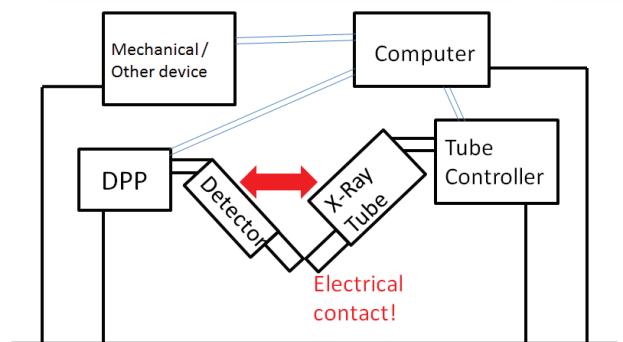 Mechanical /
Other device
Computer
DPP
Detector
X-Ray
Tube
Tube
Controller
Electrical
contact!